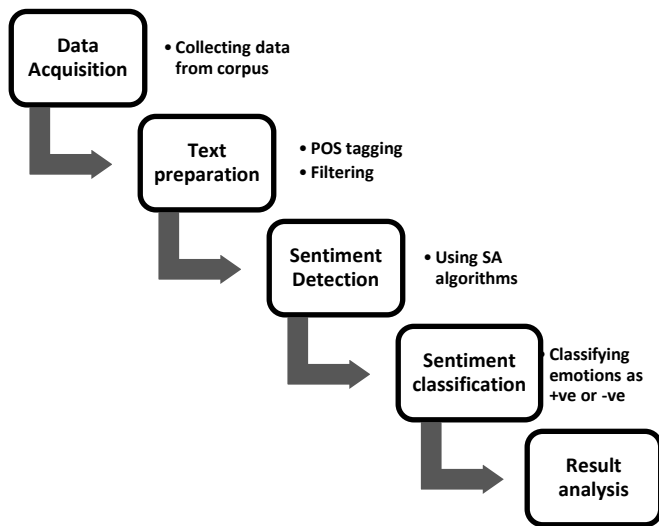 Data
Acquisition
• Collecting data
from corpus
Text
preparation
• POS tagging
• Filtering
Sentiment
Detection
• Using SA
algorithms
Sentiment
classification
• Classifying
emotions as
+ve or -ve
Result
analysis